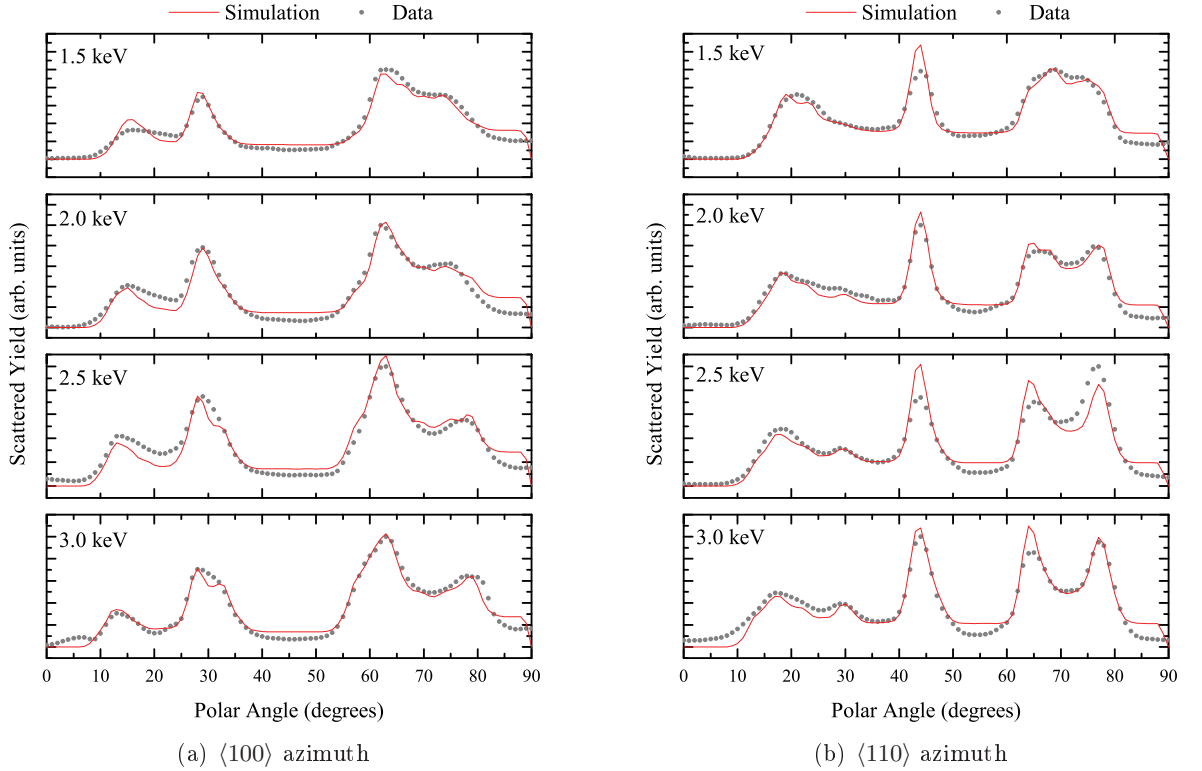 Simulation Data
1.5 keV
2.0 keV
2.5 keV
3.0 keV
Scattered Yield (arb. units)
0 10 20 30 40 50 60 70 80 90
Polar Angle (degrees)
(a) ⟨100⟩ azimuth
Simulation Data
1.5 keV
2.0 keV
2.5 keV
3.0 keV
Scattered Yield (arb. units)
0 10 20 30 40 50 60 70 80 90
Polar Angle (degrees)
(b) ⟨110⟩ azimuth